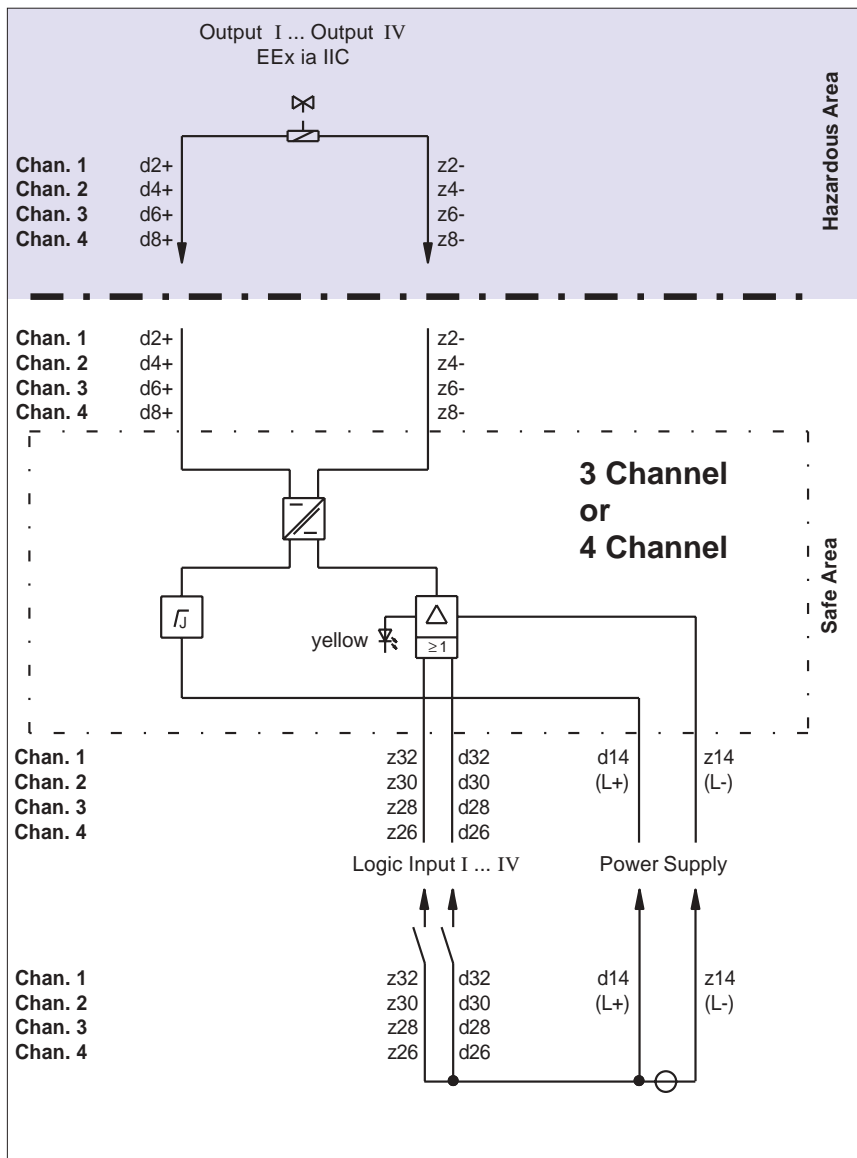 Output I ... Output IV
EEx ia IIC
Hazardous Area
Chan. 1 d2+ z2-
Chan. 2 d4+ z4-
Chan. 3 d6+ z6-
Chan. 4 d8+ z8-
Chan. 1 d2+ z2-
Chan. 2 d4+ z4-
Chan. 3 d6+ z6-
Chan. 4 d8+ z8-
3 Channel
or
4 Channel
Safe Area
yellow
≥1
Chan. 1 z32 d32 d14 z14
Chan. 2 z30 d30 (L+) (L-)
Chan. 3 z28 d28
Chan. 4 z26 d26
Logic Input I ... IV Power Supply
Chan. 1 z32 d32 d14 z14
Chan. 2 z30 d30 (L+) (L-)
Chan. 3 z28 d28
Chan. 4 z26 d26